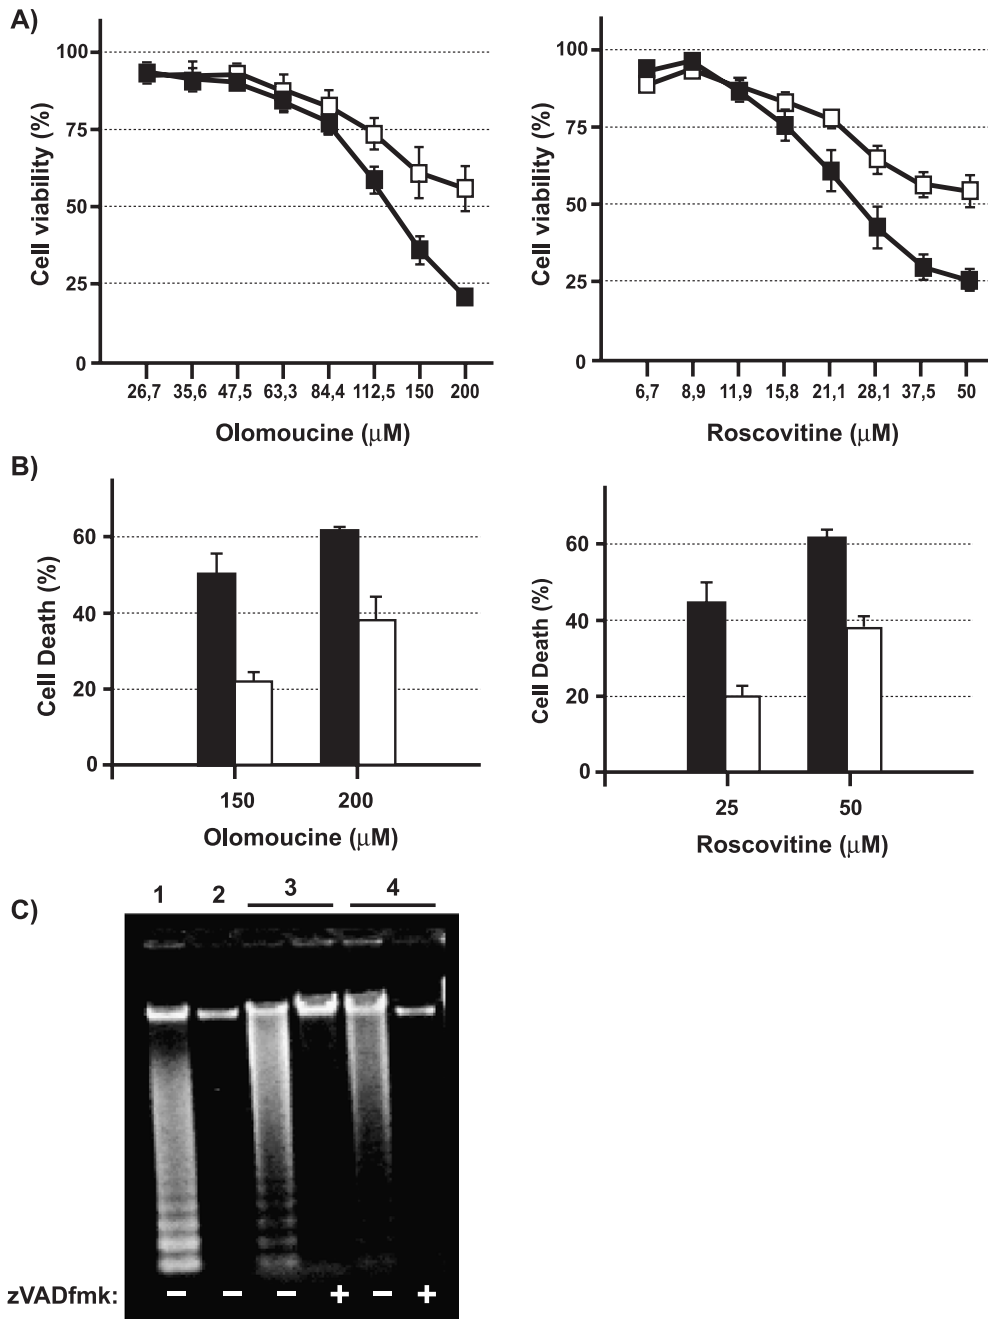 A)
100
75
50
25
0
Cell viability (%)
26,7 35,6 47,5 63,3 84,4 112,5 150 200
Olomoucine (μM)
100
75
50
25
0
Cell viability (%)
6,7 8,9 11,9 15,8 21,1 28,1 37,5 50
Roscovitine (μM)
B)
60
40
20
0
Cell Death (%)
150 200
Olomoucine (μM)
60
40
20
0
Cell Death (%)
25 50
Roscovitine (μM)
C)
1 2 3 4
zVADfmk: − − − + − +